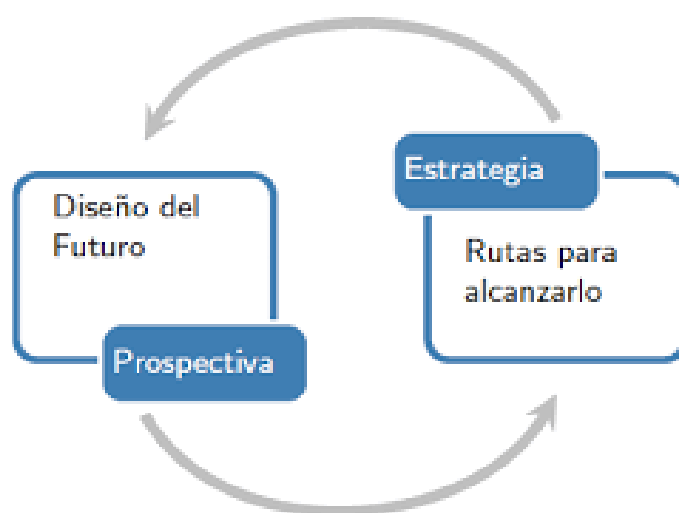 Diseño del
Futuro
Prospectiva
Estrategia
Rutas para
alcanzarlo